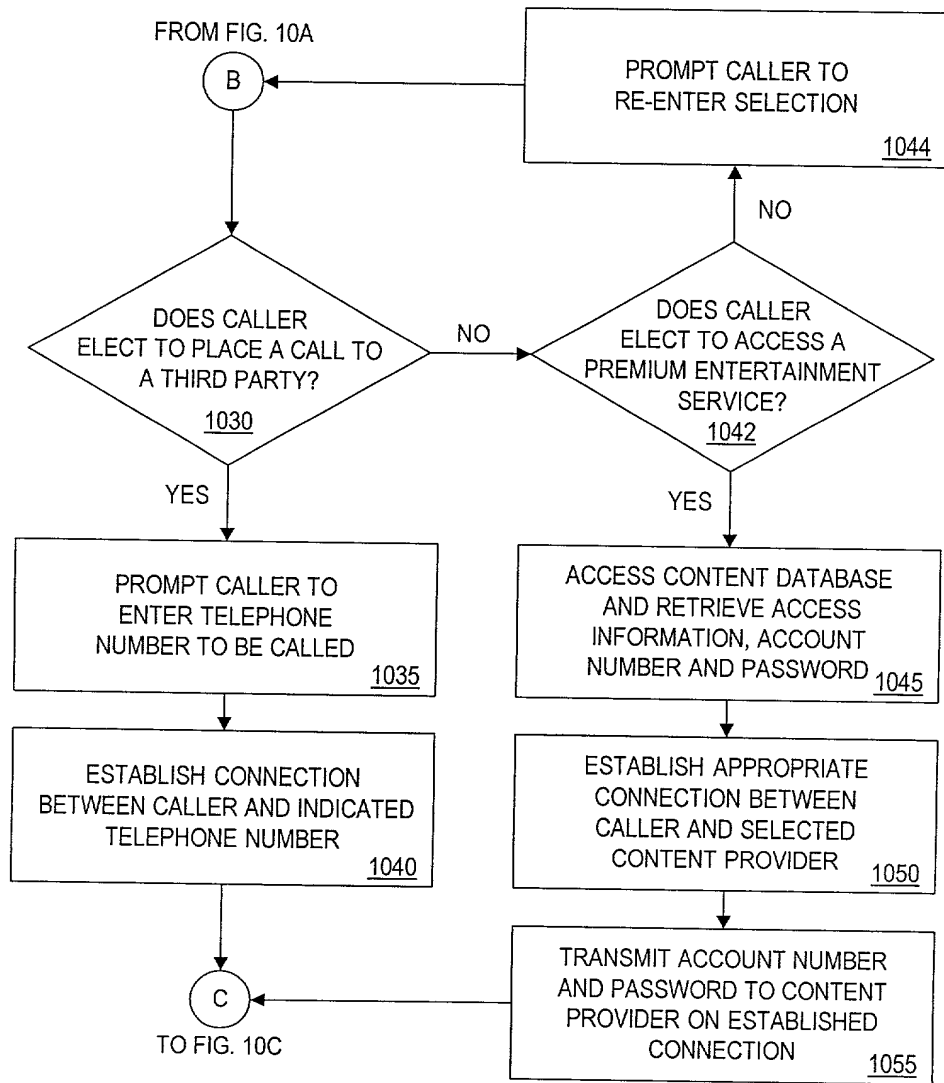 FROM FIG. 10A
B
PROMPT CALLER TO
RE-ENTER SELECTION
1044
NO
DOES CALLER
ELECT TO PLACE A CALL TO
A THIRD PARTY?
1030
NO
DOES CALLER
ELECT TO ACCESS A
PREMIUM ENTERTAINMENT
SERVICE?
1042
YES
YES
PROMPT CALLER TO
ENTER TELEPHONE
NUMBER TO BE CALLED
1035
ACCESS CONTENT DATABASE
AND RETRIEVE ACCESS
INFORMATION, ACCOUNT
NUMBER AND PASSWORD
1045
ESTABLISH CONNECTION
BETWEEN CALLER AND INDICATED
TELEPHONE NUMBER
1040
ESTABLISH APPROPRIATE
CONNECTION BETWEEN
CALLER AND SELECTED
CONTENT PROVIDER
1050
C
TO FIG. 10C
TRANSMIT ACCOUNT NUMBER
AND PASSWORD TO CONTENT
PROVIDER ON ESTABLISHED
CONNECTION
1055